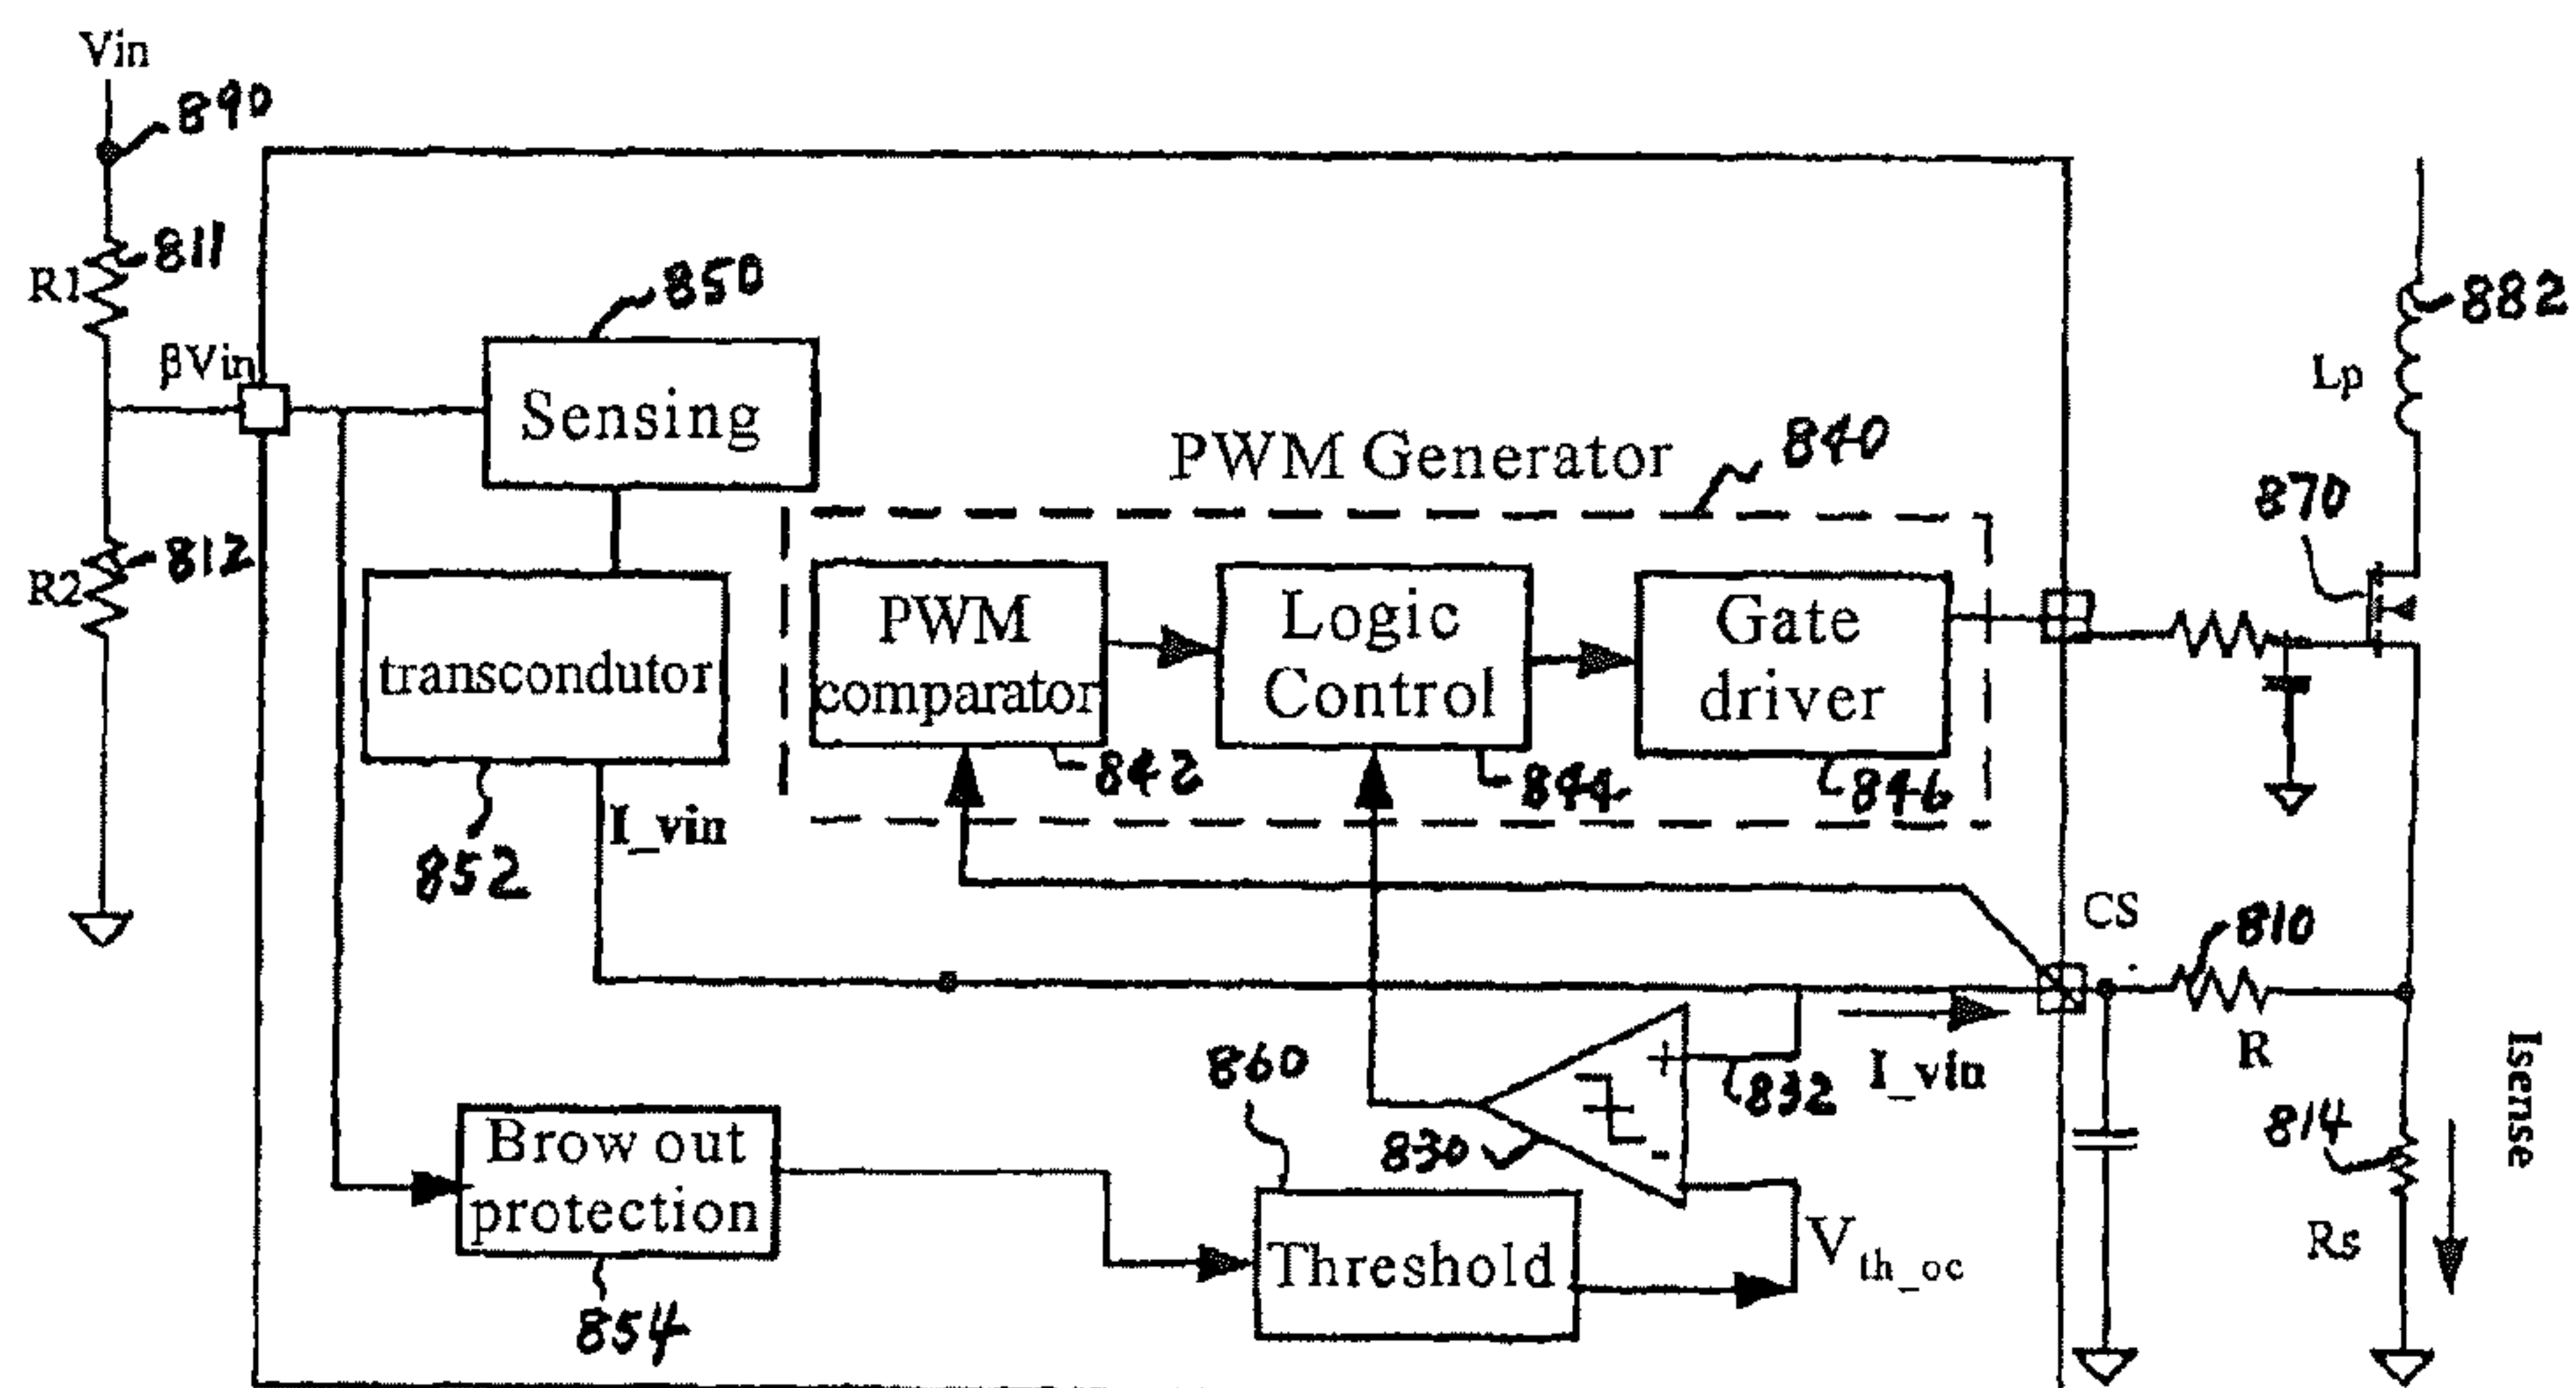 Vin
890
R1
811
βVin
850
Sensing
882
Lp
PWM Generator
840
870
R2
812
transcondutor
PWM
comparator
Logic
Control
Gate
driver
842
844
846
852
I_vin
CS
810
R
+
-
832
I_vin
830
860
Brow out
protection
854
Threshold
V th_oc
814
Rs
Isense